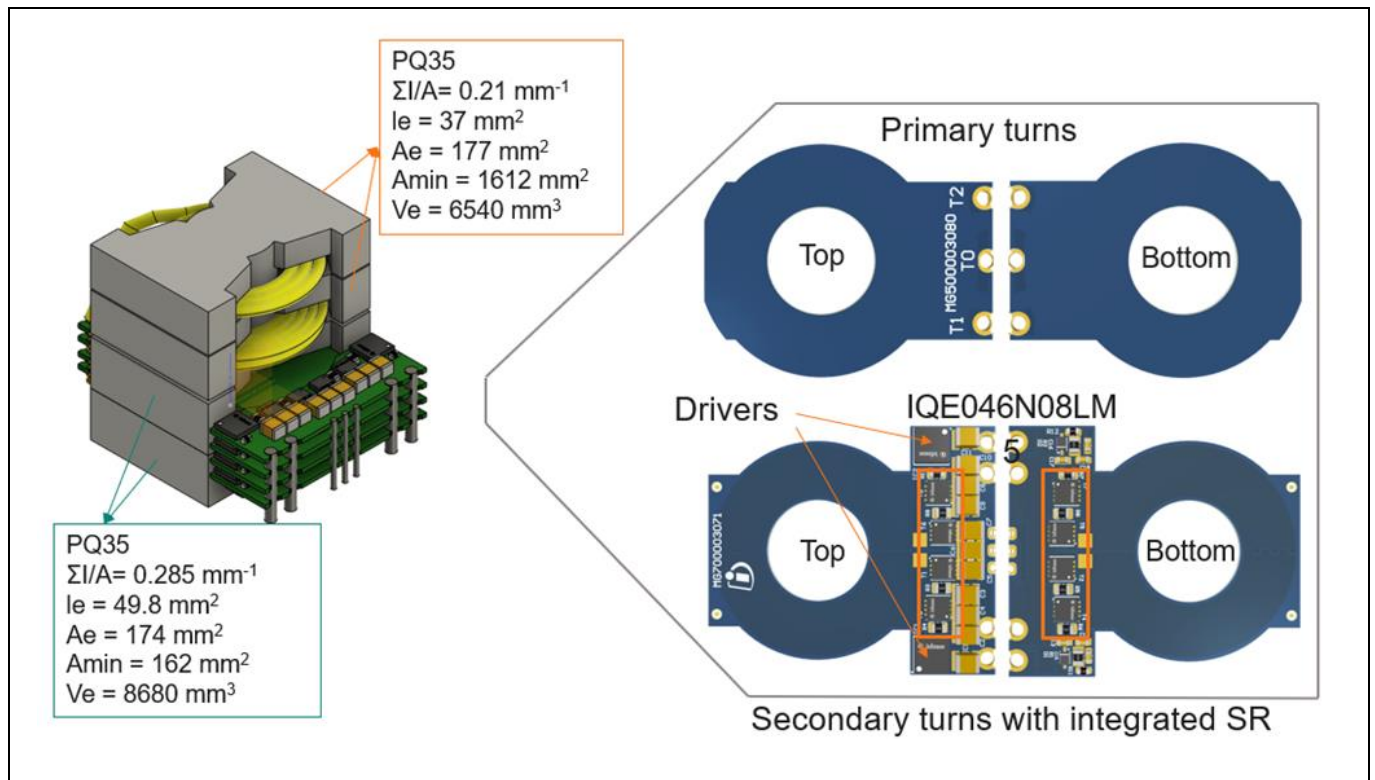 PQ35
ΣI/A= 0.21 mm⁻¹
le = 37 mm²
Ae = 177 mm²
Amin = 1612 mm²
Ve = 6540 mm³
Primary turns
Top
T2
T0
T1
MG500003080
Bottom
Drivers
IQE046N08LM
5
MG700003071
Top
Bottom
PQ35
ΣI/A= 0.285 mm⁻¹
le = 49.8 mm²
Ae = 174 mm²
Amin = 162 mm²
Ve = 8680 mm³
Secondary turns with integrated SR